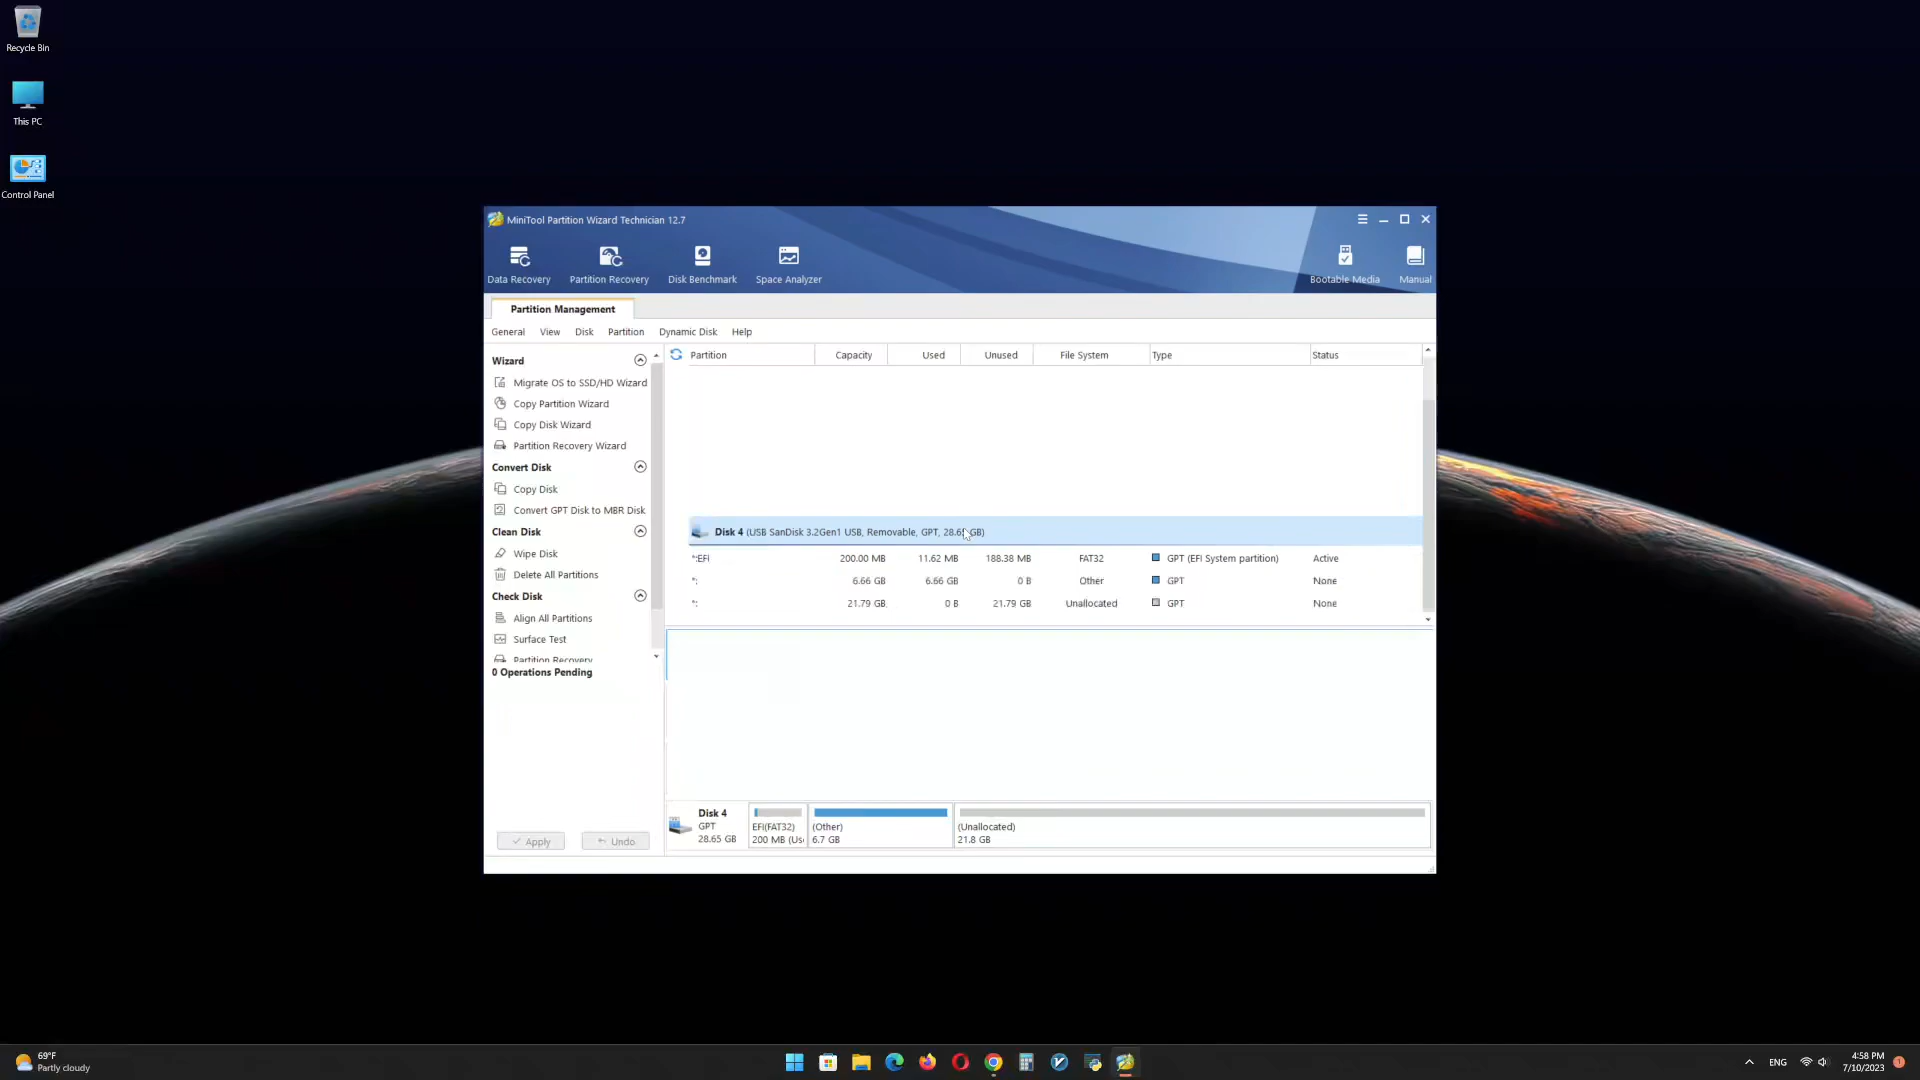 Recycle Bin
This PC
Control Panel
MiniTool Partition Wizard Technician 12.7
Data Recovery Partition Recovery Disk Benchmark Space Analyzer Bootable Media Manual
Partition Management
General View Disk Partition Dynamic Disk Help
Wizard
Migrate OS to SSD/HD Wizard
Copy Partition Wizard
Copy Disk Wizard
Partition Recovery Wizard
Convert Disk
Copy Disk
Convert GPT Disk to MBR Disk
Clean Disk
Wipe Disk
Delete All Partitions
Check Disk
Align All Partitions
Surface Test
Partition Recovery
0 Operations Pending
Apply Undo
Partition Capacity Used Unused File System Type Status
Disk 4 (USB SanDisk 3.2Gen1 USB, Removable, GPT, 28.65 GB)
*:EFI 200.00 MB 11.62 MB 188.38 MB FAT32 GPT (EFI System partition) Active
*: 6.66 GB 6.66 GB 0 B Other GPT None
*: 21.79 GB 0 B 21.79 GB Unallocated GPT None
Disk 4
GPT
28.65 GB
EFI(FAT32)
200 MB (Us
(Other)
6.7 GB
(Unallocated)
21.8 GB
69°F
Partly cloudy
ENG
4:58 PM
7/10/2023
1